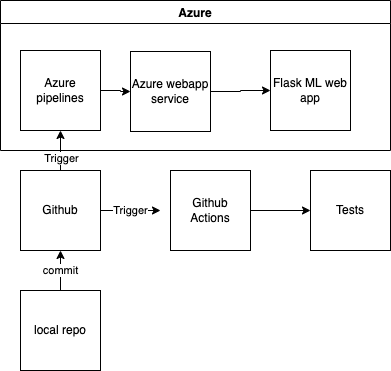 Azure
Azure
pipelines
Azure webapp
service
Flask ML web
app
Trigger
Github
Trigger
Github
Actions
Tests
commit
local repo